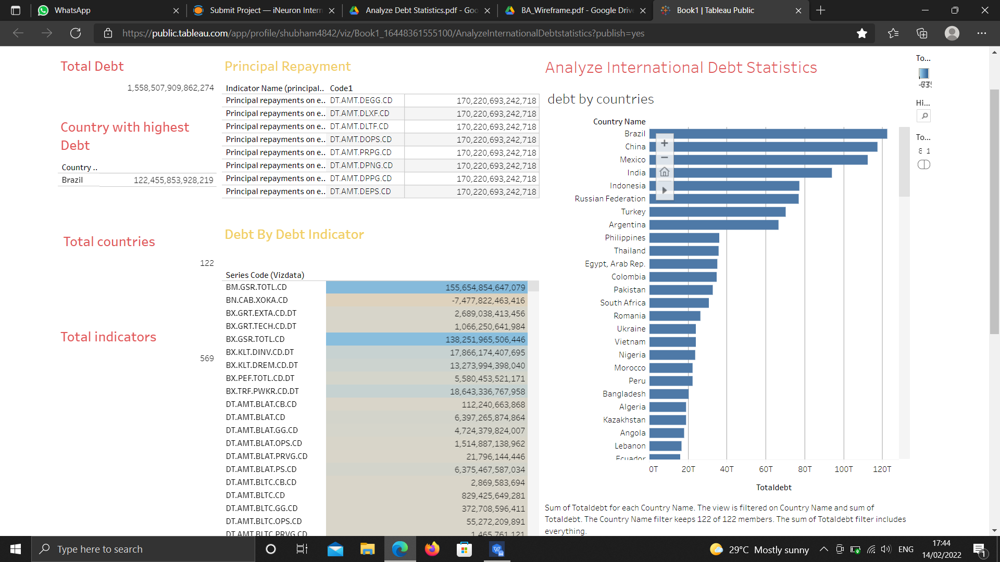 WhatsApp
Submit Project — iNeuron Intern
Analyze Debt Statistics.pdf - Goo
BA_Wireframe.pdf - Google Drive
Book1 | Tableau Public
https://public.tableau.com/app/profile/shubham4842/viz/Book1_16448361555100/AnalyzeInternationalDebtstatistics?publish=yes
Total Debt
1,558,507,909,862,274
Country with highest
Debt
Country ..
Brazil 122,455,853,928,219
Total countries
122
Total indicators
569
Principal Repayment
Indicator Name (principal.. Code1
Principal repayments on e.. DT.AMT.DEGG.CD 170,220,693,242,718
Principal repayments on e.. DT.AMT.DLXF.CD 170,220,693,242,718
Principal repayments on e.. DT.AMT.DLTF.CD 170,220,693,242,718
Principal repayments on e.. DT.AMT.DOPS.CD 170,220,693,242,718
Principal repayments on e.. DT.AMT.PRPG.CD 170,220,693,242,718
Principal repayments on e.. DT.AMT.DPNG.CD 170,220,693,242,718
Principal repayments on e.. DT.AMT.DPPG.CD 170,220,693,242,718
Principal repayments on e.. DT.AMT.DEPS.CD 170,220,693,242,718
Debt By Debt Indicator
Series Code (Vizdata)
BM.GSR.TOTL.CD 155,654,854,647,079
BN.CAB.XOKA.CD -7,477,822,463,416
BX.GRT.EXTA.CD.DT 2,689,038,413,456
BX.GRT.TECH.CD.DT 1,066,250,641,984
BX.GSR.TOTL.CD 138,251,965,506,446
BX.KLT.DINV.CD.DT 17,866,174,407,695
BX.KLT.DREM.CD.DT 13,273,994,398,040
BX.PEF.TOTL.CD.DT 5,580,453,521,171
BX.TRF.PWKR.CD.DT 18,643,336,767,958
DT.AMT.BLAT.CB.CD 112,240,663,868
DT.AMT.BLAT.CD 6,397,265,874,864
DT.AMT.BLAT.GG.CD 4,724,379,824,007
DT.AMT.BLAT.OPS.CD 1,514,887,138,962
DT.AMT.BLAT.PRVG.CD 21,796,144,446
DT.AMT.BLAT.PS.CD 6,375,467,587,034
DT.AMT.BLTC.CB.CD 2,869,583,694
DT.AMT.BLTC.CD 829,425,649,281
DT.AMT.BLTC.GG.CD 372,708,596,411
DT.AMT.BLTC.OPS.CD 55,272,209,891
DT.AMT.BLTC.PRVG.CD 1,465,761,121
Analyze International Debt Statistics
debt by countries
Country Name
Brazil
China
Mexico
India
Indonesia
Russian Federation
Turkey
Argentina
Philippines
Thailand
Egypt, Arab Rep.
Colombia
Pakistan
South Africa
Romania
Ukraine
Vietnam
Nigeria
Morocco
Peru
Bangladesh
Algeria
Kazakhstan
Angola
Lebanon
Ecuador
0T 20T 40T 60T 80T 100T 120T
Totaldebt
Sum of Totaldebt for each Country Name. The view is filtered on Country Name and sum of
Totaldebt. The Country Name filter keeps 122 of 122 members. The sum of Totaldebt filter includes
everything.
To...
Hi...
To...
8 1
Type here to search
29°C Mostly sunny
ENG
17:44
14/02/2022
1